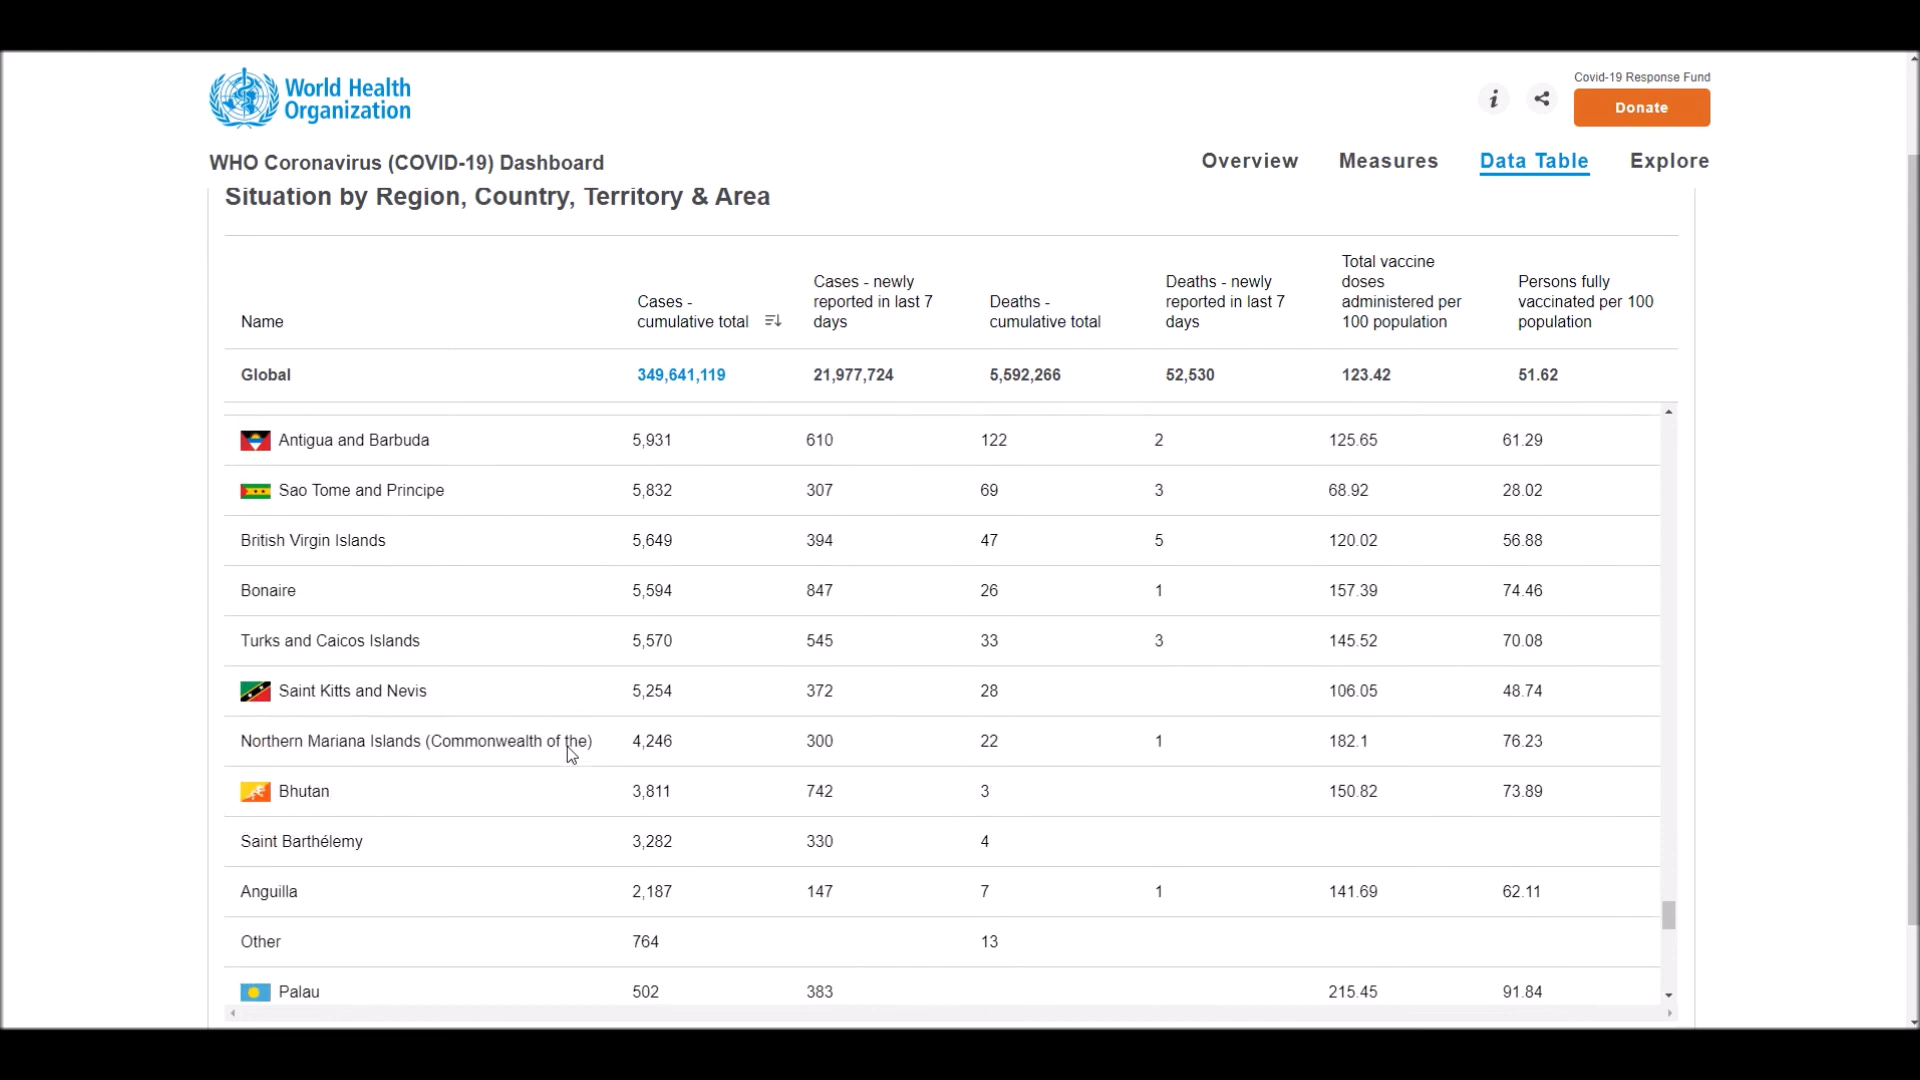 World Health
Organization
Covid-19 Response Fund
Donate
WHO Coronavirus (COVID-19) Dashboard
Overview Measures Data Table Explore
Situation by Region, Country, Territory & Area
Name
Cases -
cumulative total
Cases - newly
reported in last 7
days
Deaths -
cumulative total
Deaths - newly
reported in last 7
days
Total vaccine
doses
administered per
100 population
Persons fully
vaccinated per 100
population
Global 349,641,119 21,977,724 5,592,266 52,530 123.42 51.62
Antigua and Barbuda 5,931 610 122 2 125.65 61.29
Sao Tome and Principe 5,832 307 69 3 68.92 28.02
British Virgin Islands 5,649 394 47 5 120.02 56.88
Bonaire 5,594 847 26 1 157.39 74.46
Turks and Caicos Islands 5,570 545 33 3 145.52 70.08
Saint Kitts and Nevis 5,254 372 28 106.05 48.74
Northern Mariana Islands (Commonwealth of the) 4,246 300 22 1 182.1 76.23
Bhutan 3,811 742 3 150.82 73.89
Saint Barthélemy 3,282 330 4
Anguilla 2,187 147 7 1 141.69 62.11
Other 764 13
Palau 502 383 215.45 91.84